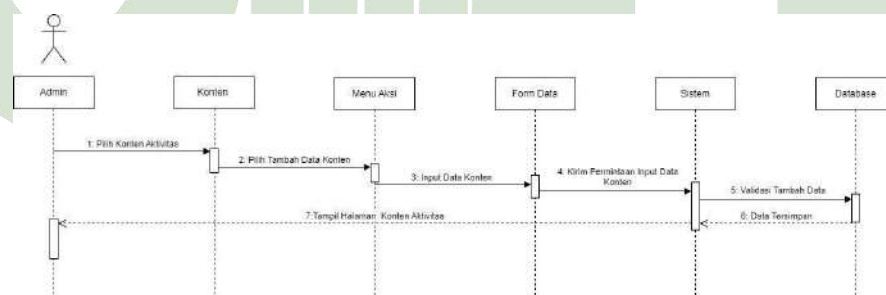 Admin
Konten
Menu Aksi
Form Data
Sistem
Database
1: Pilih Konten Aktivitas
2: Pilih Tambah Data Konten
3: Input Data Konten
4: Kirim Permintaan Input Data
Konten
5: Validasi Tambah Data
6: Data Tersimpan
7:Tampil Halaman Konten Aktivitas